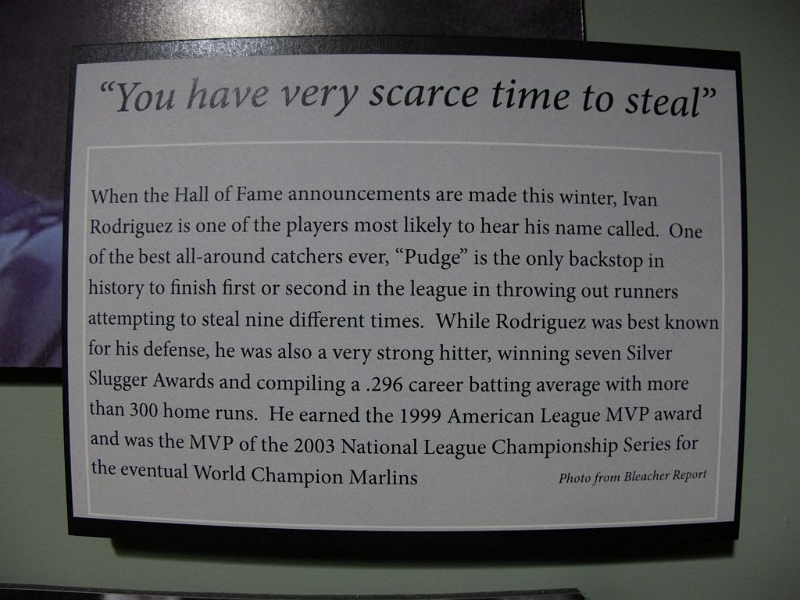 “You have very scarce time to steal”
When the Hall of Fame announcements are made this winter, Ivan
Rodriguez is one of the players most likely to hear his name called.  One
of the best all-around catchers ever, “Pudge” is the only backstop in
history to finish first or second in the league in throwing out runners
attempting to steal nine different times.  While Rodriguez was best known
for his defense, he was also a very strong hitter, winning seven Silver
Slugger Awards and compiling a .296 career batting average with more
than 300 home runs.  He earned the 1999 American League MVP award
and was the MVP of the 2003 National League Championship Series for
the eventual World Champion Marlins
Photo from Bleacher Report